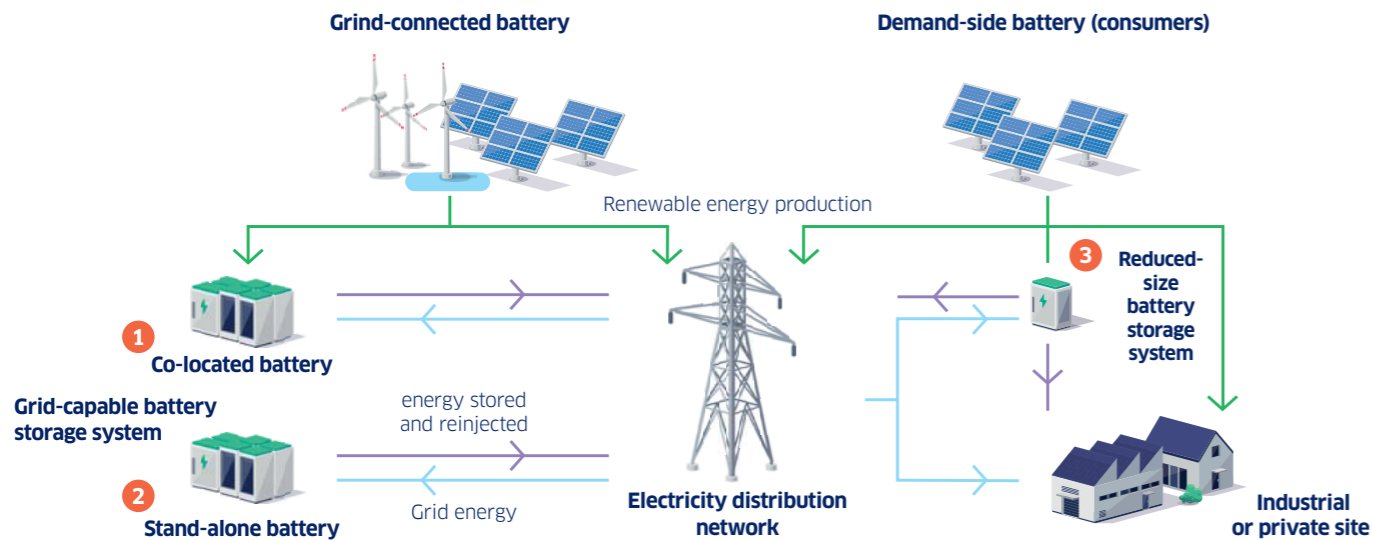 Grind-connected battery
Demand-side battery (consumers)
Renewable energy production
3
Reduced-
size
battery
storage
system
1
Co-located battery
Grid-capable battery
storage system
energy stored
and reinjected
2
Stand-alone battery
Grid energy
Electricity distribution
network
Industrial
or private site